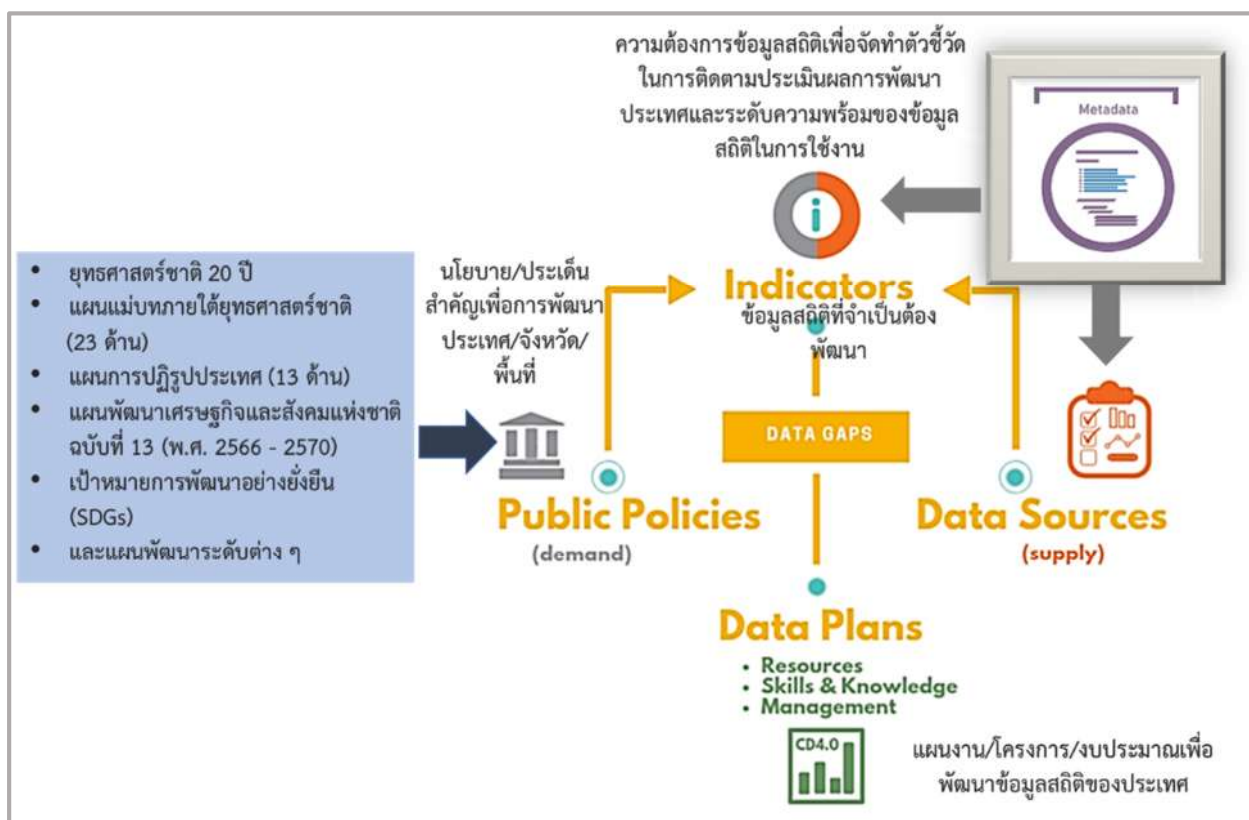 ความต้องการข้อมูลสถิติเพื่อจัดทำตัวชี้วัด
ในการติดตามประเมินผลการพัฒนา
ประเทศและระดับความพร้อมของข้อมูล
สถิติในการใช้งาน
Metadata
• ยุทธศาสตร์ชาติ 20 ปี
• แผนแม่บทภายใต้ยุทธศาสตร์ชาติ
(23 ด้าน)
• แผนการปฏิรูปประเทศ (13 ด้าน)
• แผนพัฒนาเศรษฐกิจและสังคมแห่งชาติ
ฉบับที่ 13 (พ.ศ. 2566 - 2570)
• เป้าหมายการพัฒนาอย่างยั่งยืน
(SDGs)
• และแผนพัฒนาระดับต่าง ๆ
นโยบาย/ประเด็น
สำคัญเพื่อการพัฒนา
ประเทศ/จังหวัด/
พื้นที่
Public Policies
(demand)
i
Indicators
ข้อมูลสถิติที่จำเป็นต้อง
พัฒนา
DATA GAPS
Data Sources
(supply)
Data Plans
• Resources
• Skills & Knowledge
• Management
CD4.0
แผนงาน/โครงการ/งบประมาณเพื่อ
พัฒนาข้อมูลสถิติของประเทศ